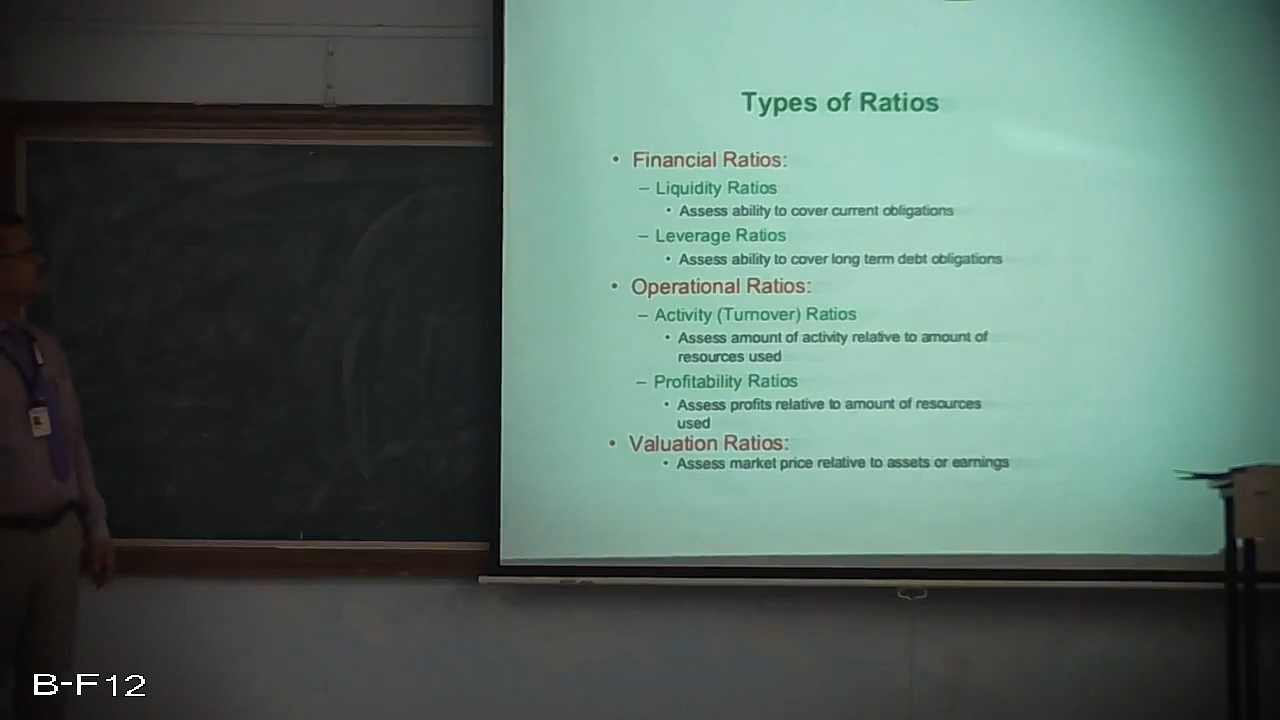 Types of Ratios
• Financial Ratios:
– Liquidity Ratios
• Assess ability to cover current obligations
– Leverage Ratios
• Assess ability to cover long term debt obligations
• Operational Ratios:
– Activity (Turnover) Ratios
• Assess amount of activity relative to amount of
resources used
– Profitability Ratios
• Assess profits relative to amount of resources
used
• Valuation Ratios:
• Assess market price relative to assets or earnings
B-F12